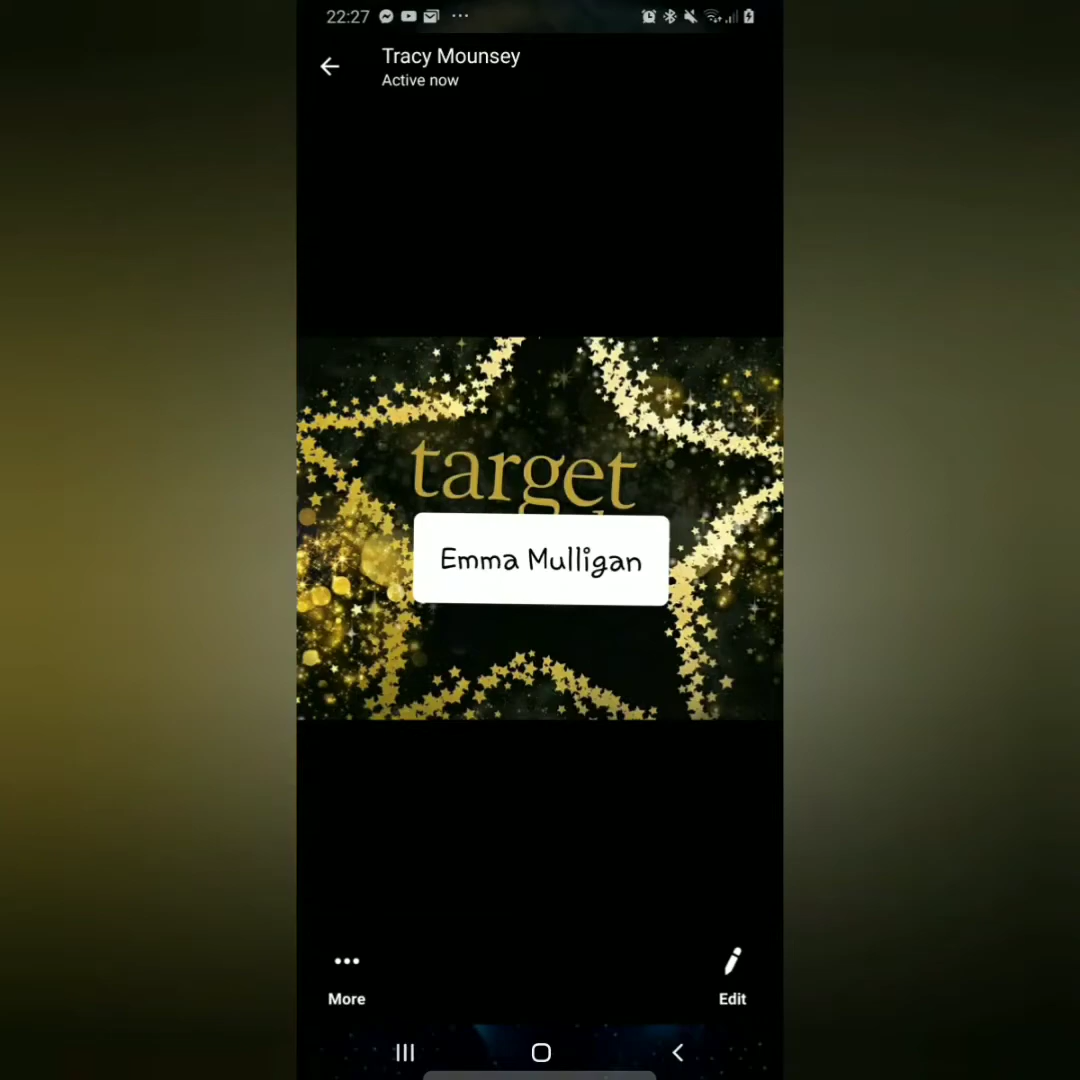 22:27
Tracy Mounsey
Active now
target
Emma Mulligan
More
Edit